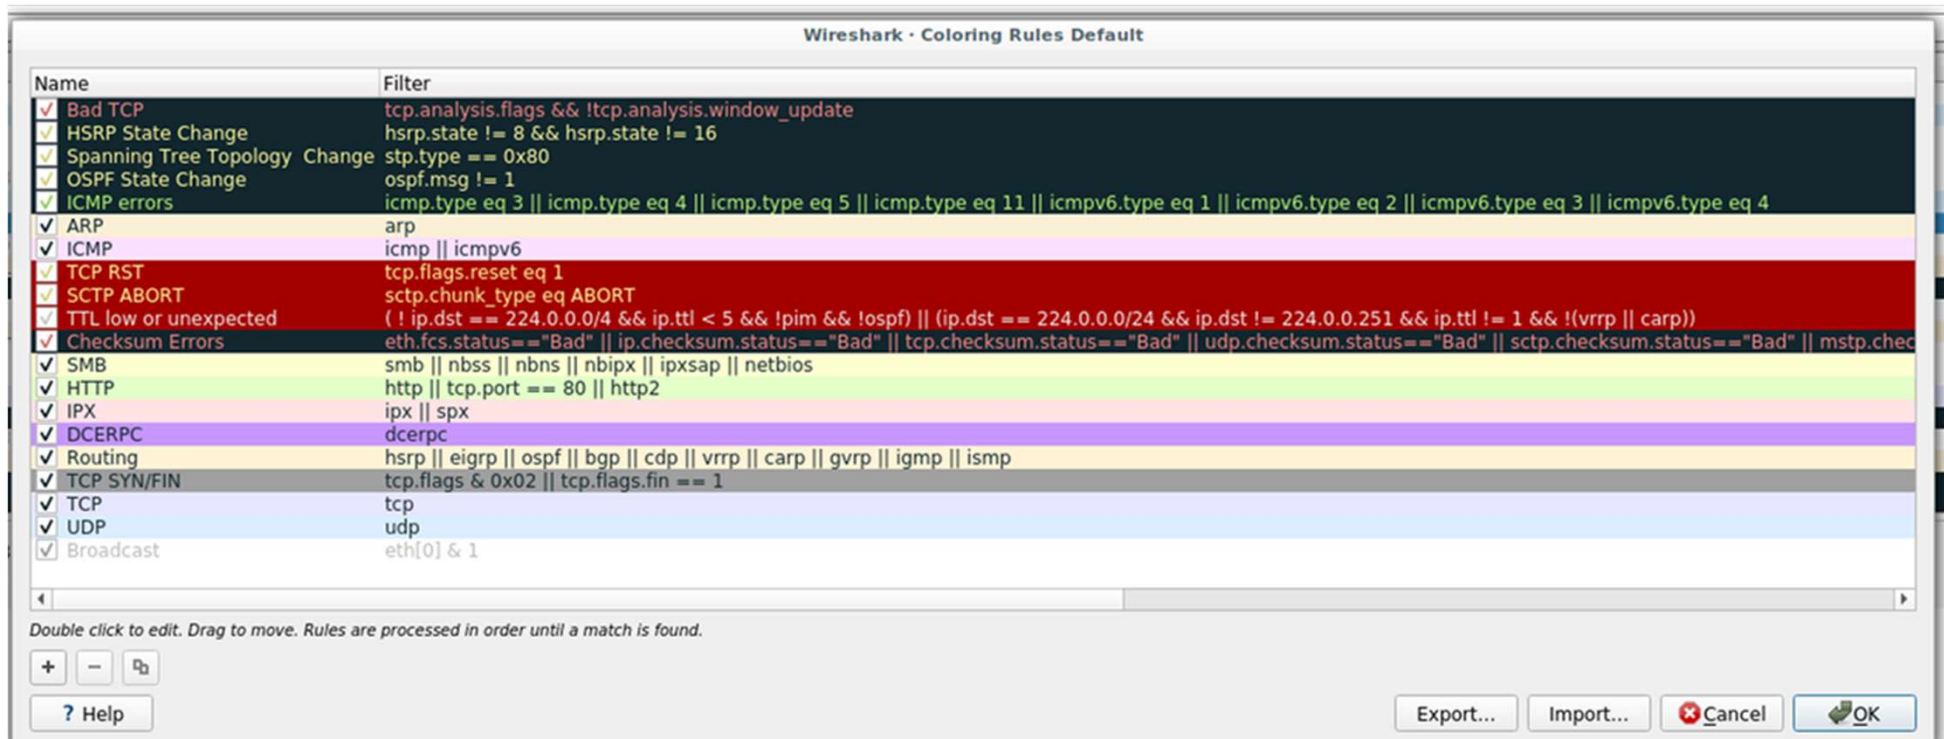 Wireshark · Coloring Rules Default
Name Filter
Bad TCP tcp.analysis.flags && !tcp.analysis.window_update
HSRP State Change hsrp.state != 8 && hsrp.state != 16
Spanning Tree Topology  Change stp.type == 0x80
OSPF State Change ospf.msg != 1
ICMP errors icmp.type eq 3 || icmp.type eq 4 || icmp.type eq 5 || icmp.type eq 11 || icmpv6.type eq 1 || icmpv6.type eq 2 || icmpv6.type eq 3 || icmpv6.type eq 4
ARP arp
ICMP icmp || icmpv6
TCP RST tcp.flags.reset eq 1
SCTP ABORT sctp.chunk_type eq ABORT
TTL low or unexpected ( ! ip.dst == 224.0.0.0/4 && ip.ttl < 5 && !pim && !ospf) || (ip.dst == 224.0.0.0/24 && ip.dst != 224.0.0.251 && ip.ttl != 1 && !(vrrp || carp))
Checksum Errors eth.fcs.status=="Bad" || ip.checksum.status=="Bad" || tcp.checksum.status=="Bad" || udp.checksum.status=="Bad" || sctp.checksum.status=="Bad" || mstp.chec
SMB smb || nbss || nbns || nbipx || ipxsap || netbios
HTTP http || tcp.port == 80 || http2
IPX ipx || spx
DCERPC dcerpc
Routing hsrp || eigrp || ospf || bgp || cdp || vrrp || carp || gvrp || igmp || ismp
TCP SYN/FIN tcp.flags & 0x02 || tcp.flags.fin == 1
TCP tcp
UDP udp
Broadcast eth[0] & 1
Double click to edit. Drag to move. Rules are processed in order until a match is found.
? Help Export... Import... Cancel OK